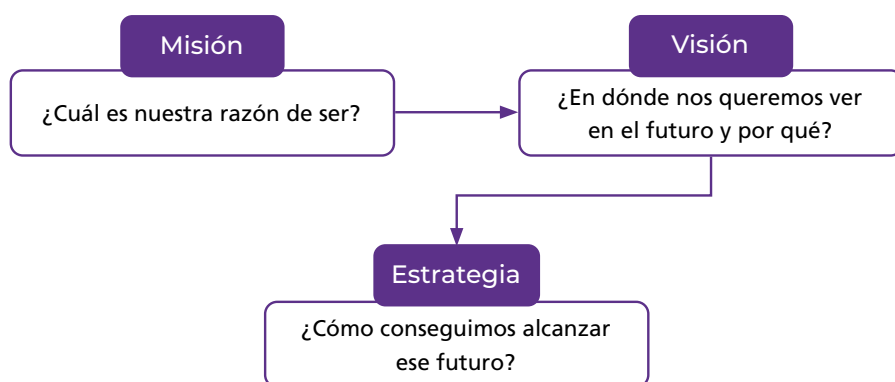 Misión
¿Cuál es nuestra razón de ser?
Visión
¿En dónde nos queremos ver
en el futuro y por qué?
Estrategia
¿Cómo conseguimos alcanzar
ese futuro?